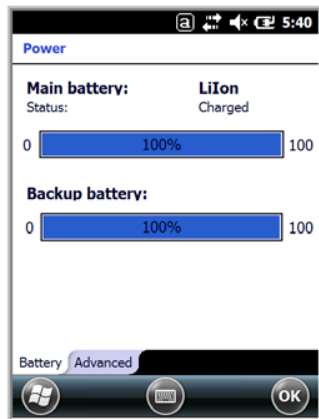 a 5:40
Power
Main battery: LiIon
Status: Charged
0 100% 100
Backup battery:
0 100% 100
Battery Advanced
OK